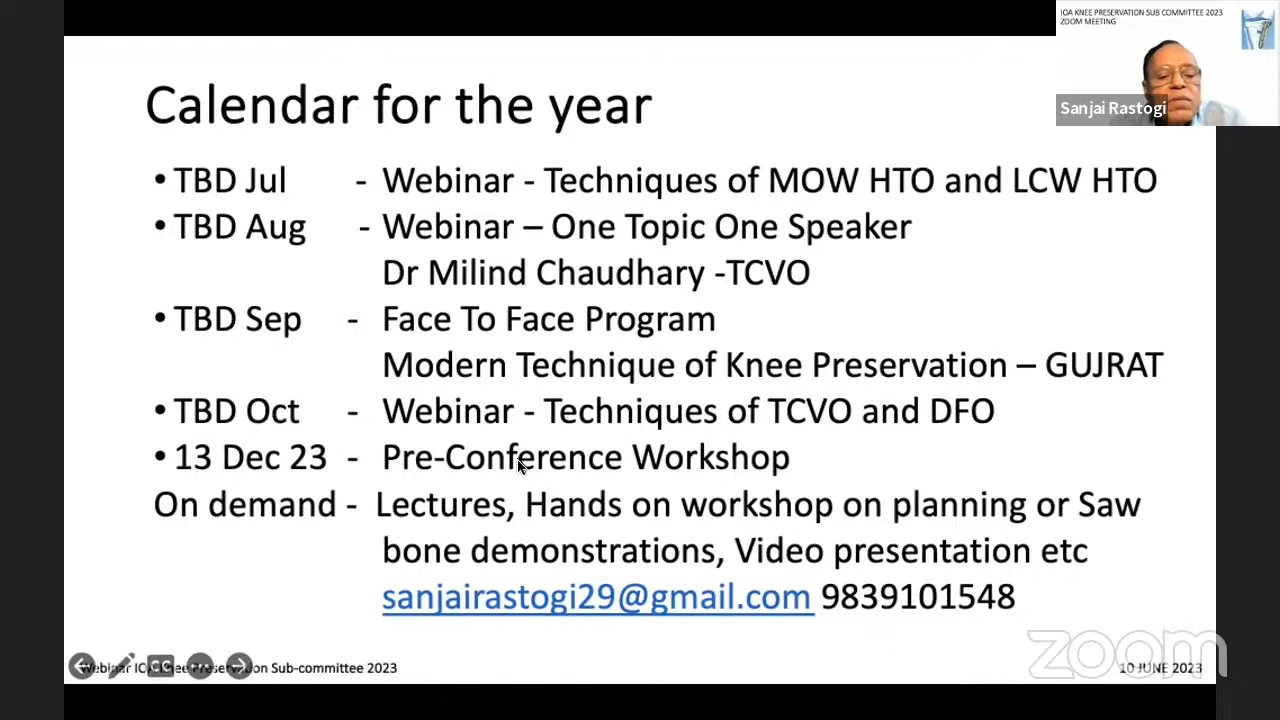 IOA KNEE PRESERVATION SUB COMMITTEE 2023
ZOOM MEETING
Sanjai Rastogi
Calendar for the year
• TBD Jul - Webinar - Techniques of MOW HTO and LCW HTO
• TBD Aug - Webinar – One Topic One Speaker
Dr Milind Chaudhary -TCVO
• TBD Sep - Face To Face Program
Modern Technique of Knee Preservation – GUJRAT
• TBD Oct - Webinar - Techniques of TCVO and DFO
• 13 Dec 23 - Pre-Conference Workshop
On demand - Lectures, Hands on workshop on planning or Saw
bone demonstrations, Video presentation etc
sanjairastogi29@gmail.com 9839101548
Webinar IOA Knee Preservation Sub-committee 2023
10 JUNE 2023
zoom